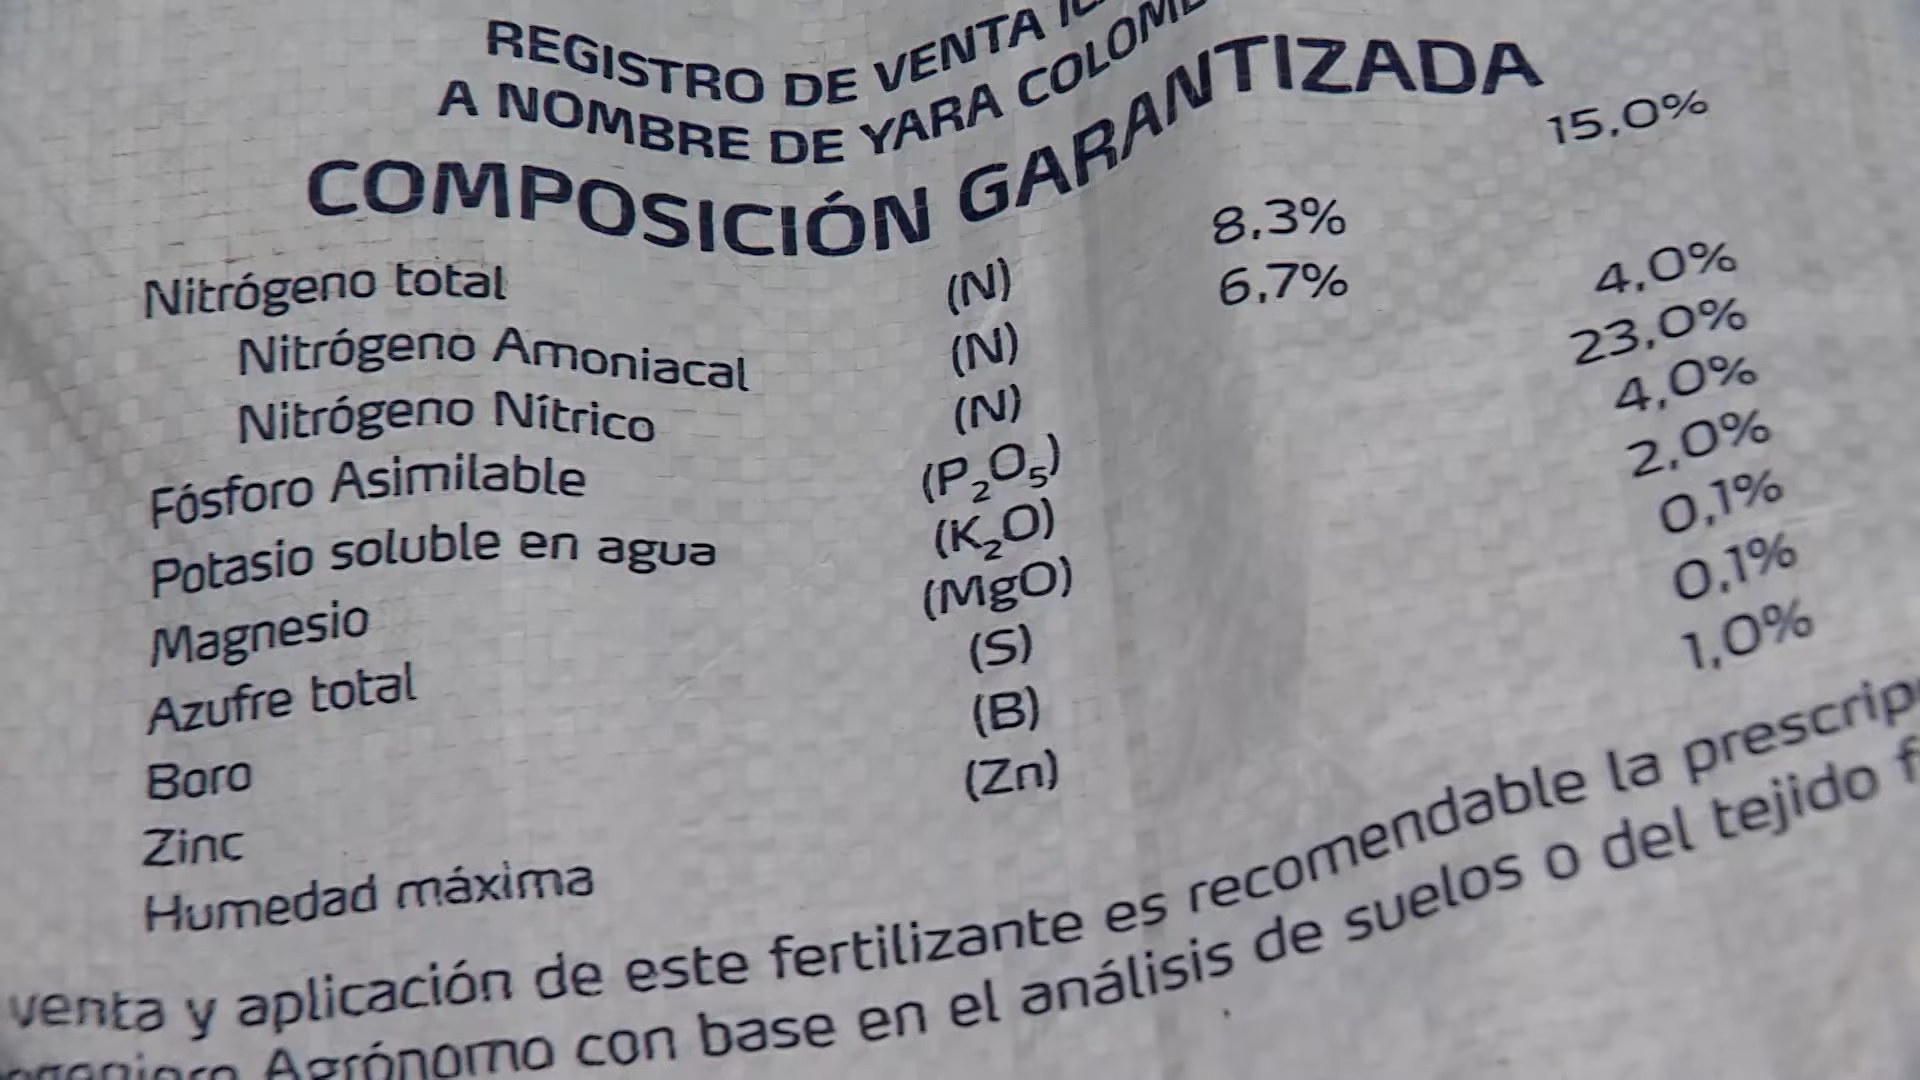 REGISTRO DE VENTA
A NOMBRE DE YARA
COMPOSICIÓN GARANTIZADA
Nitrógeno total (N) 15,0%
Nitrógeno Amoniacal (N) 8,3%
Nitrógeno Nítrico (N) 6,7%
Fósforo Asimilable (P₂O₅) 4,0%
Potasio soluble en agua (K₂O) 23,0%
Magnesio (MgO) 4,0%
Azufre total (S) 2,0%
Boro (B) 0,1%
Zinc (Zn) 0,1%
Humedad máxima 1,0%
venta y aplicación de este fertilizante es recomendable la
Agrónomo con base en el análisis de suelos o del tejido